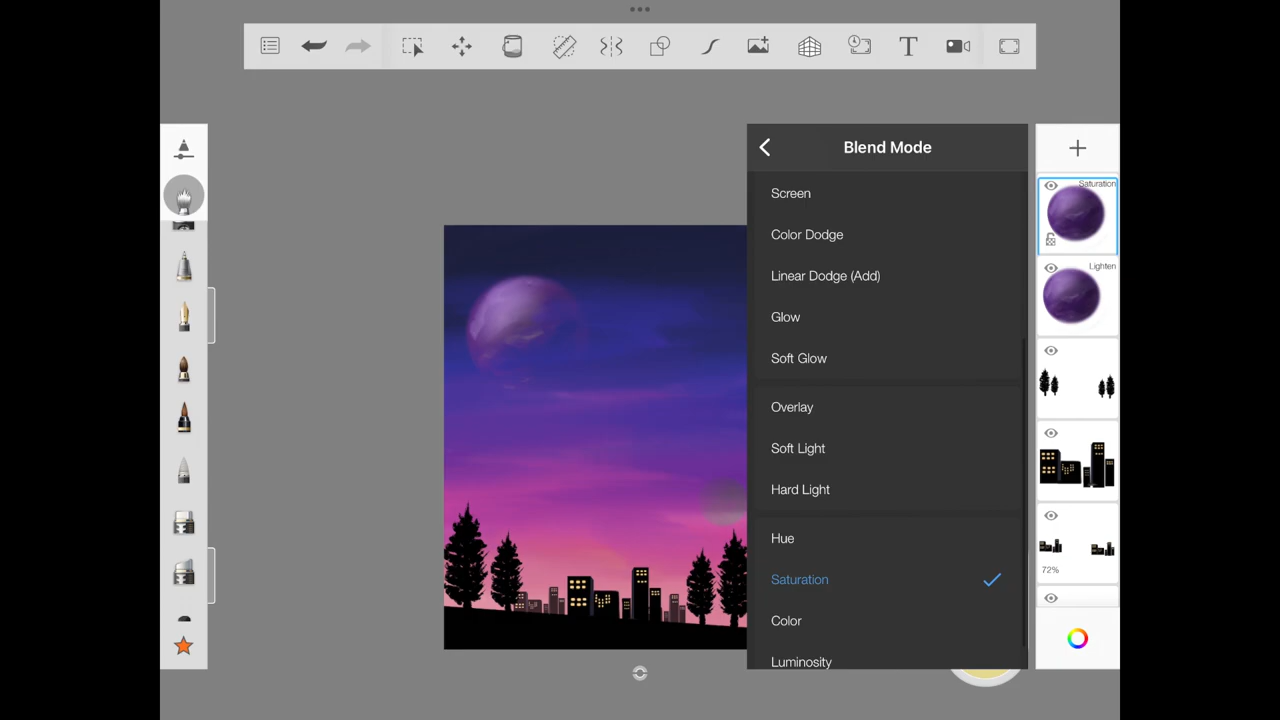 T
Blend Mode
Screen
Saturation
Color Dodge
Lighten
Linear Dodge (Add)
Glow
Soft Glow
Overlay
Soft Light
Hard Light
Hue
72%
Saturation
Color
Luminosity